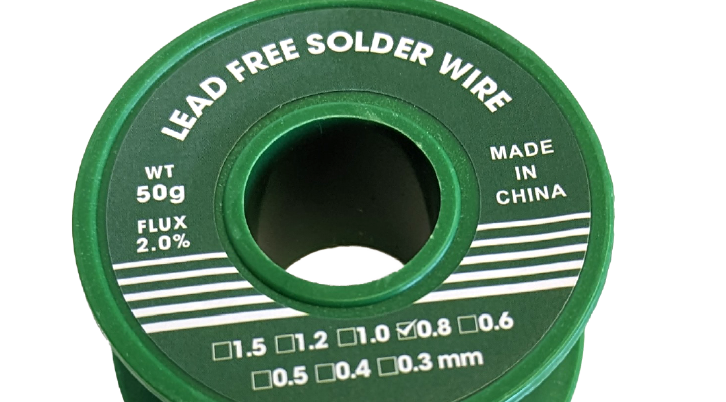 LEAD FREE SOLDER WIRE
WT
50g
FLUX
2.0%
MADE
IN
CHINA
☐1.5 ☐1.2 ☐1.0 ☑0.8 ☐0.6
☐0.5 ☐0.4 ☐0.3 mm